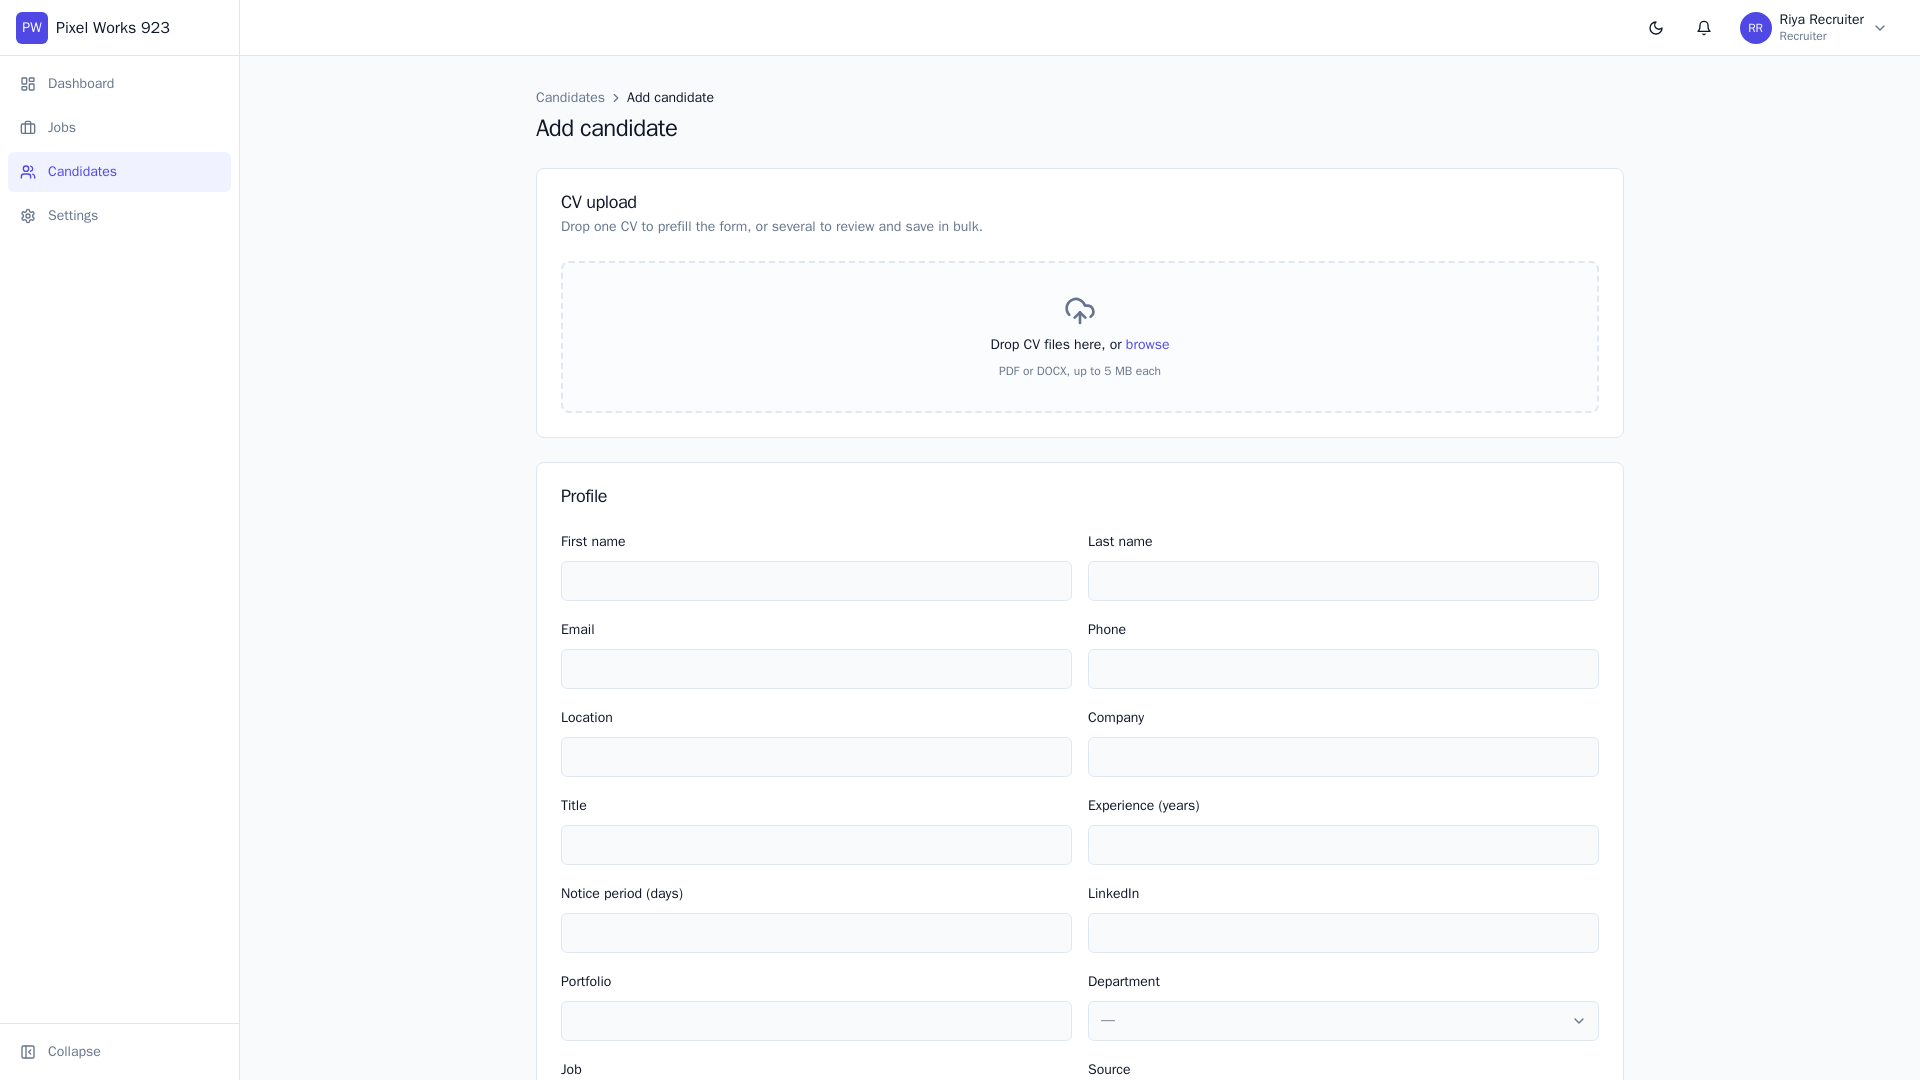 PW Pixel Works 923
RR Riya Recruiter
Recruiter
Dashboard
Jobs
Candidates
Settings
Collapse
Candidates > Add candidate
Add candidate
CV upload
Drop one CV to prefill the form, or several to review and save in bulk.
Drop CV files here, or browse
PDF or DOCX, up to 5 MB each
Profile
First name Last name
Email Phone
Location Company
Title Experience (years)
Notice period (days) LinkedIn
Portfolio Department
—
Job Source